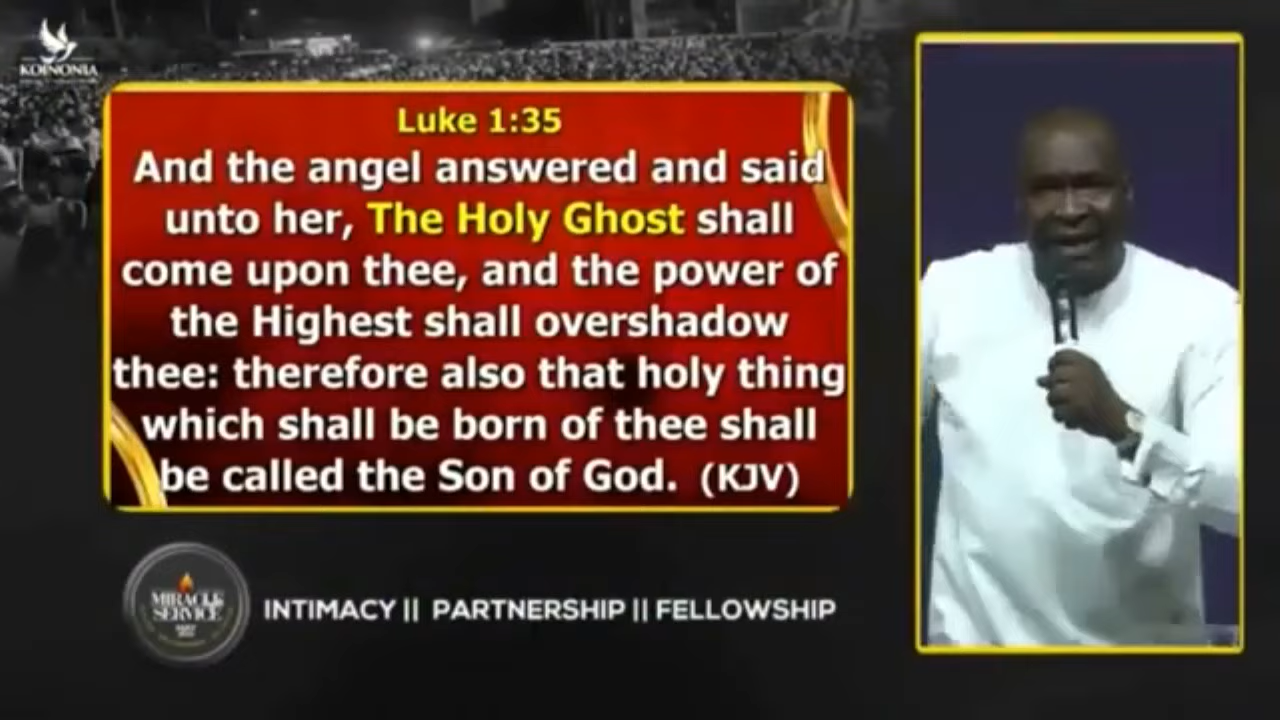 KOINONIA
Luke 1:35
And the angel answered and said
unto her, The Holy Ghost shall
come upon thee, and the power of
the Highest shall overshadow
thee: therefore also that holy thing
which shall be born of thee shall
be called the Son of God. (KJV)
MIRACLE
SERVICE
INTIMACY || PARTNERSHIP || FELLOWSHIP